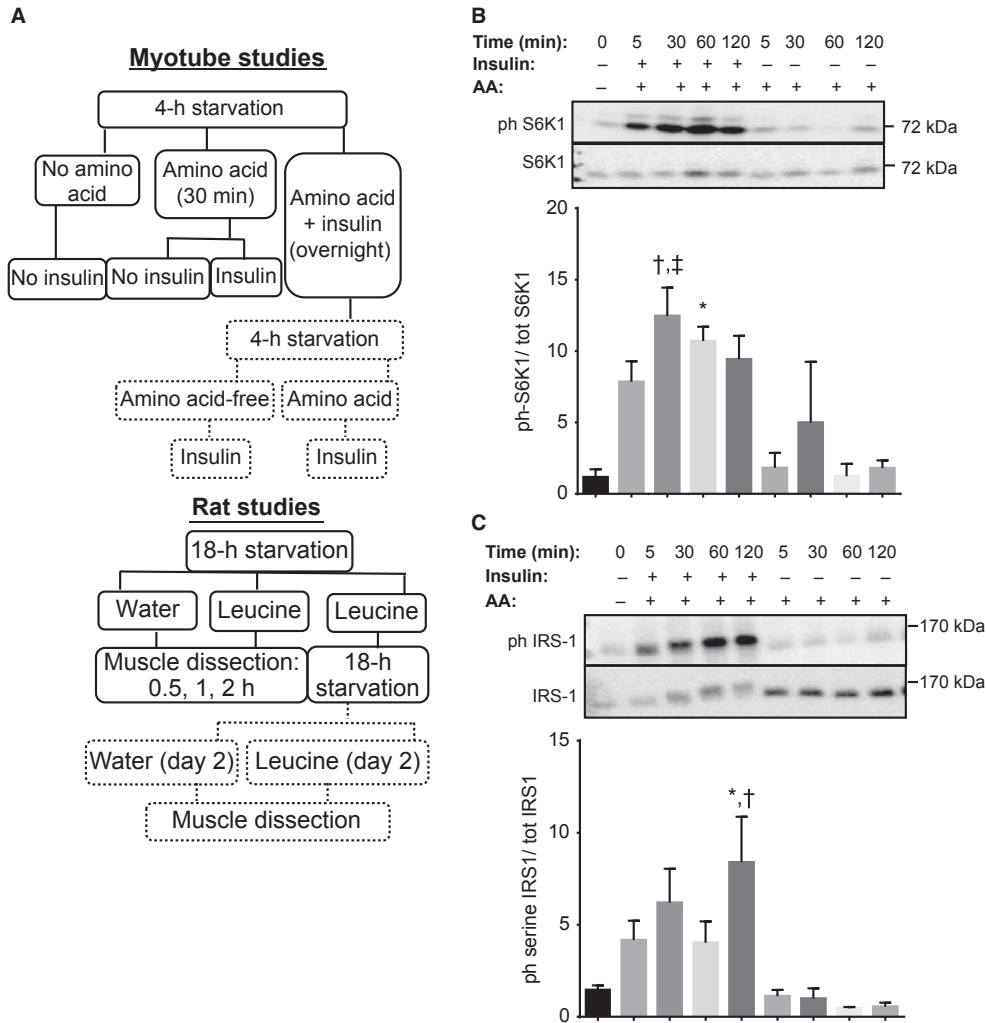 A
Myotube studies
4-h starvation
No amino
acid
Amino acid
(30 min)
Amino acid
+ insulin
(overnight)
No insulin
No insulin
Insulin
4-h starvation
Amino acid-free
Amino acid
Insulin
Insulin
Rat studies
18-h starvation
Water
Leucine
Leucine
Muscle dissection:
0.5, 1, 2 h
18-h
starvation
Water (day 2)
Leucine (day 2)
Muscle dissection
B
Time (min): 0 5 30 60 120 5 30 60 120
Insulin: – + + + + – – – –
AA: – + + + + + + + +
ph S6K1
72 kDa
S6K1
72 kDa
ph-S6K1/ tot S6K1
20
15
10
5
0
†,‡
*
C
Time (min): 0 5 30 60 120 5 30 60 120
Insulin: – + + + + – – – –
AA: – + + + + + + + +
ph IRS-1
170 kDa
IRS-1
170 kDa
ph serine IRS1/ tot IRS1
15
10
5
0
*,†